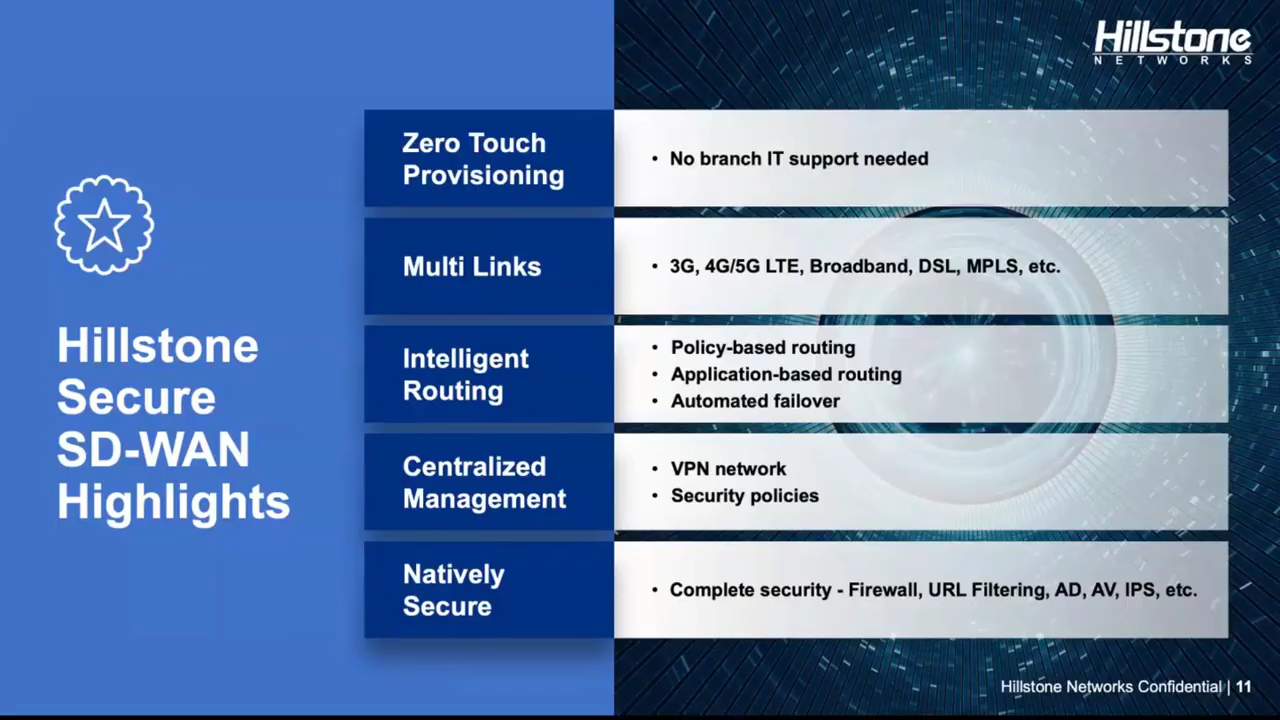 Hillstone
NETWORKS
Hillstone
Secure
SD-WAN
Highlights
Zero Touch
Provisioning
• No branch IT support needed
Multi Links
• 3G, 4G/5G LTE, Broadband, DSL, MPLS, etc.
Intelligent
Routing
• Policy-based routing
• Application-based routing
• Automated failover
Centralized
Management
• VPN network
• Security policies
Natively
Secure
• Complete security - Firewall, URL Filtering, AD, AV, IPS, etc.
Hillstone Networks Confidential | 11